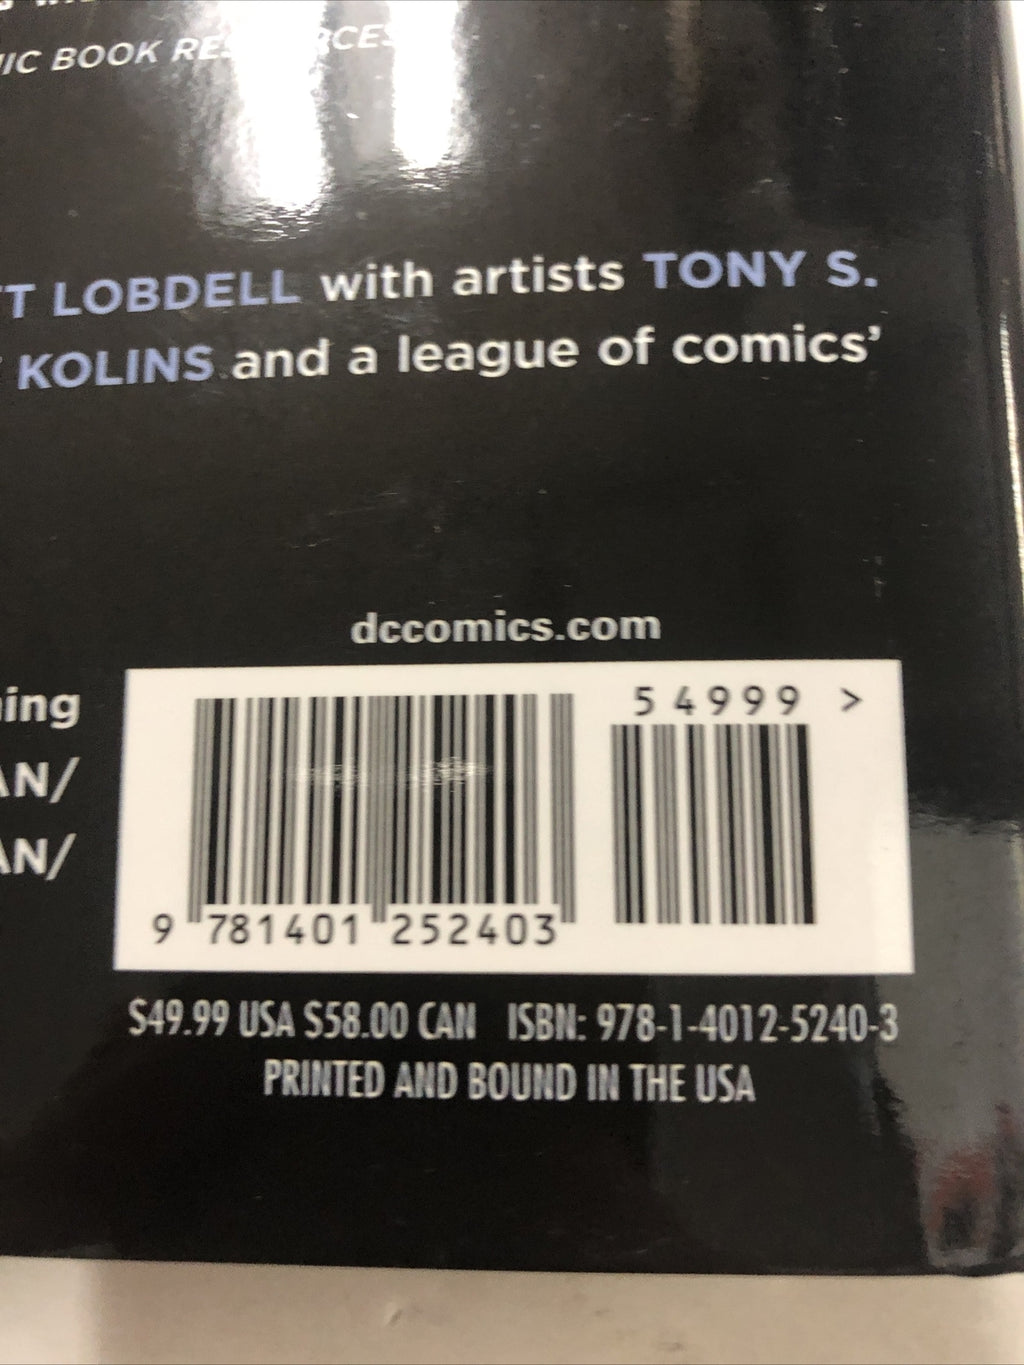 IC BOOK RESOURCES
TT LOBDELL with artists TONY S.
KOLINS and a league of comics’
dccomics.com
ing
AN/
AN/
54999 >
9 781401 252403
$49.99 USA $58.00 CAN ISBN: 978-1-4012-5240-3
PRINTED AND BOUND IN THE USA